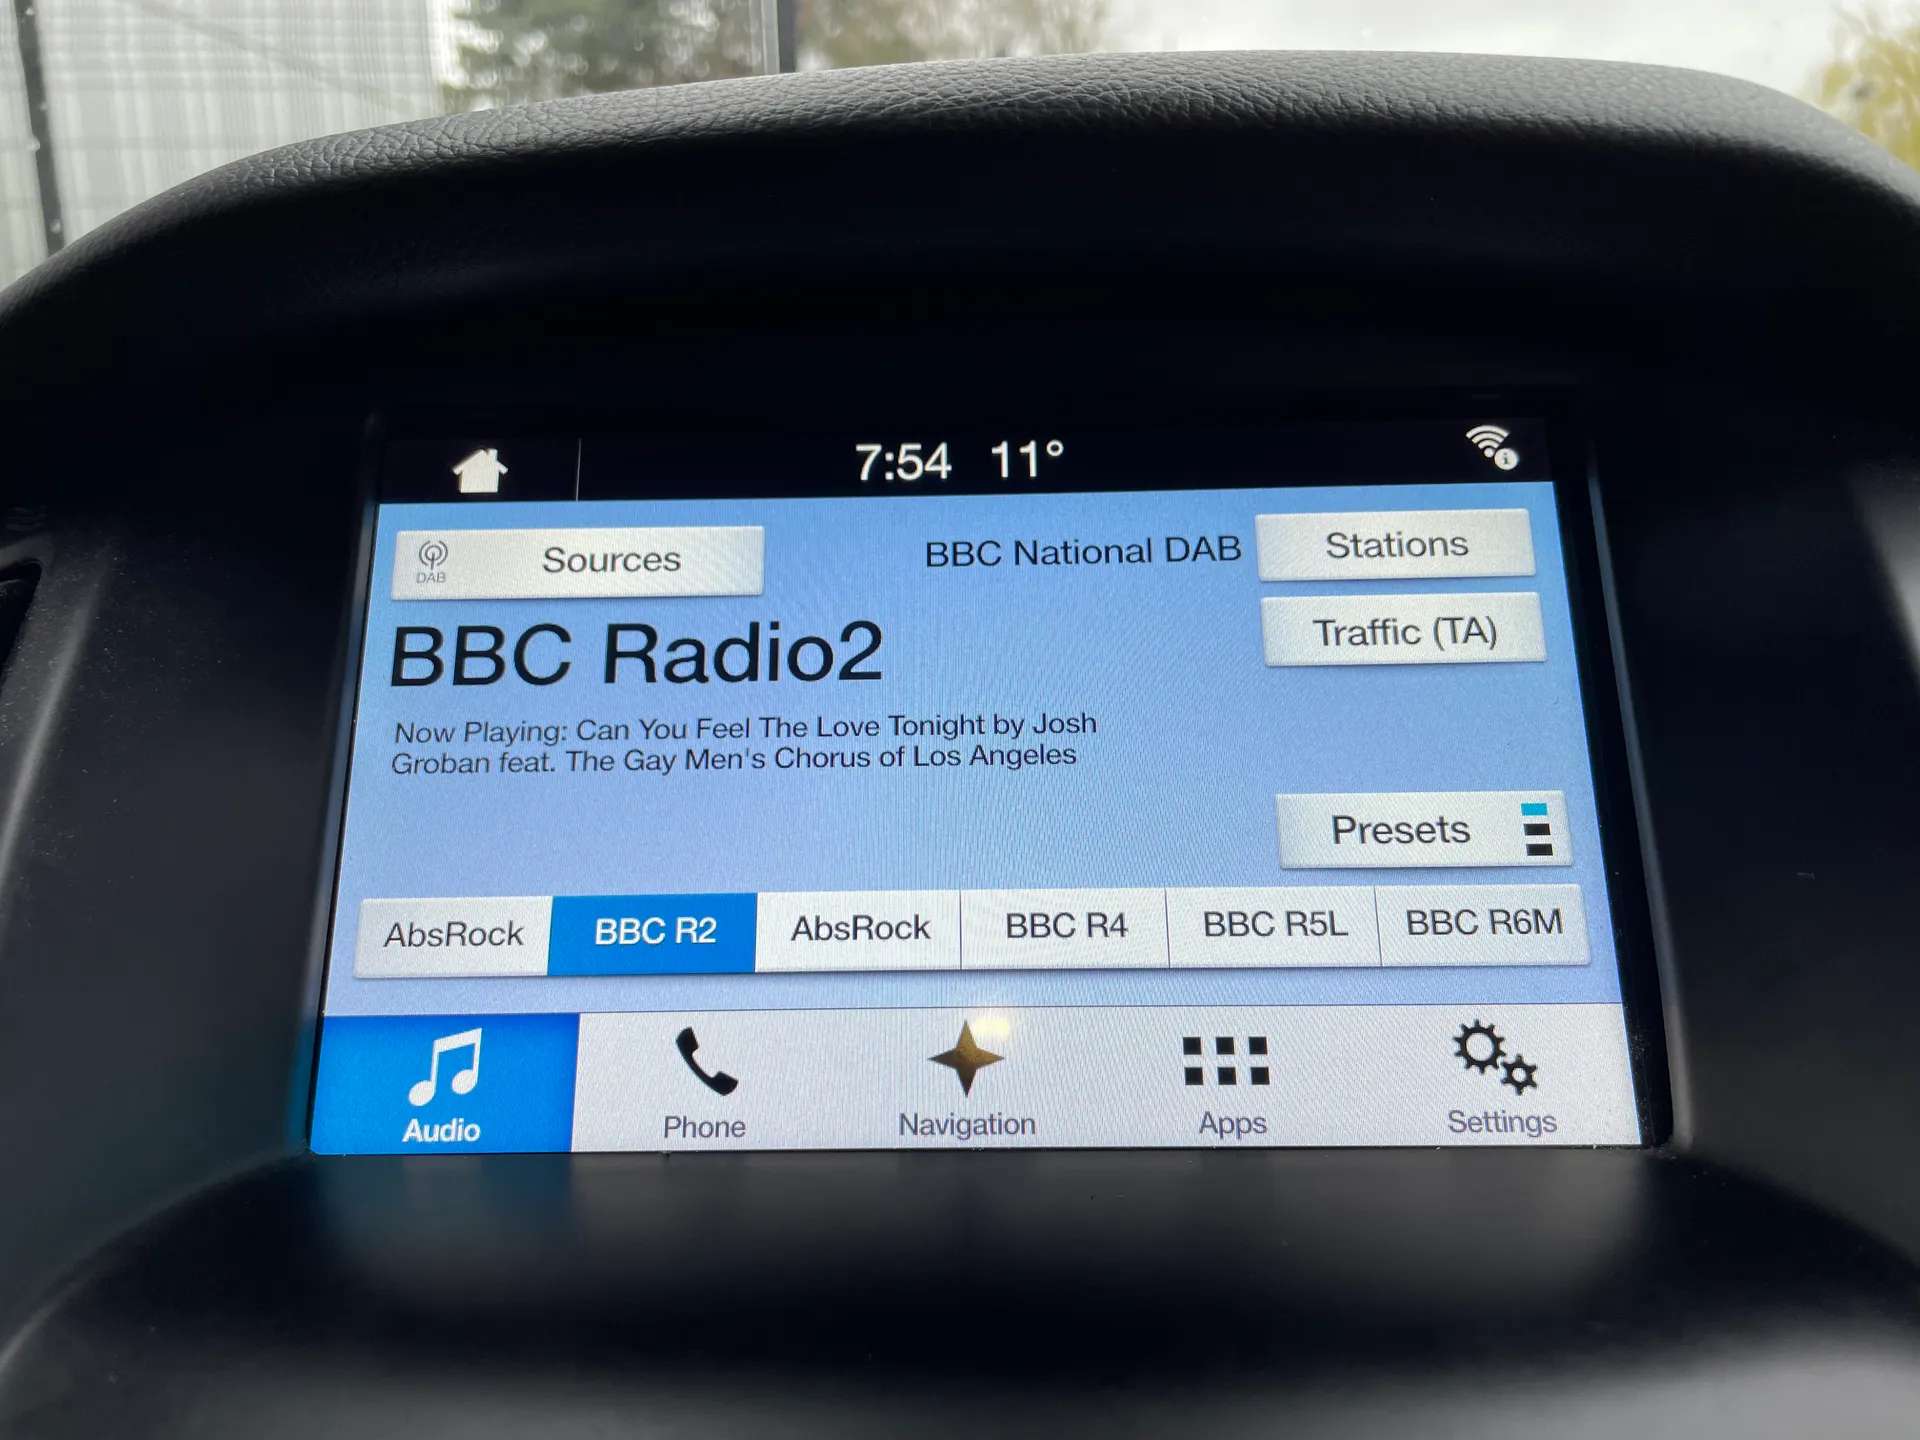 7:54 11°
DAB
Sources
BBC National DAB
Stations
BBC Radio2
Traffic (TA)
Now Playing: Can You Feel The Love Tonight by Josh
Groban feat. The Gay Men's Chorus of Los Angeles
Presets
AbsRock BBC R2 AbsRock BBC R4 BBC R5L BBC R6M
Audio Phone Navigation Apps Settings